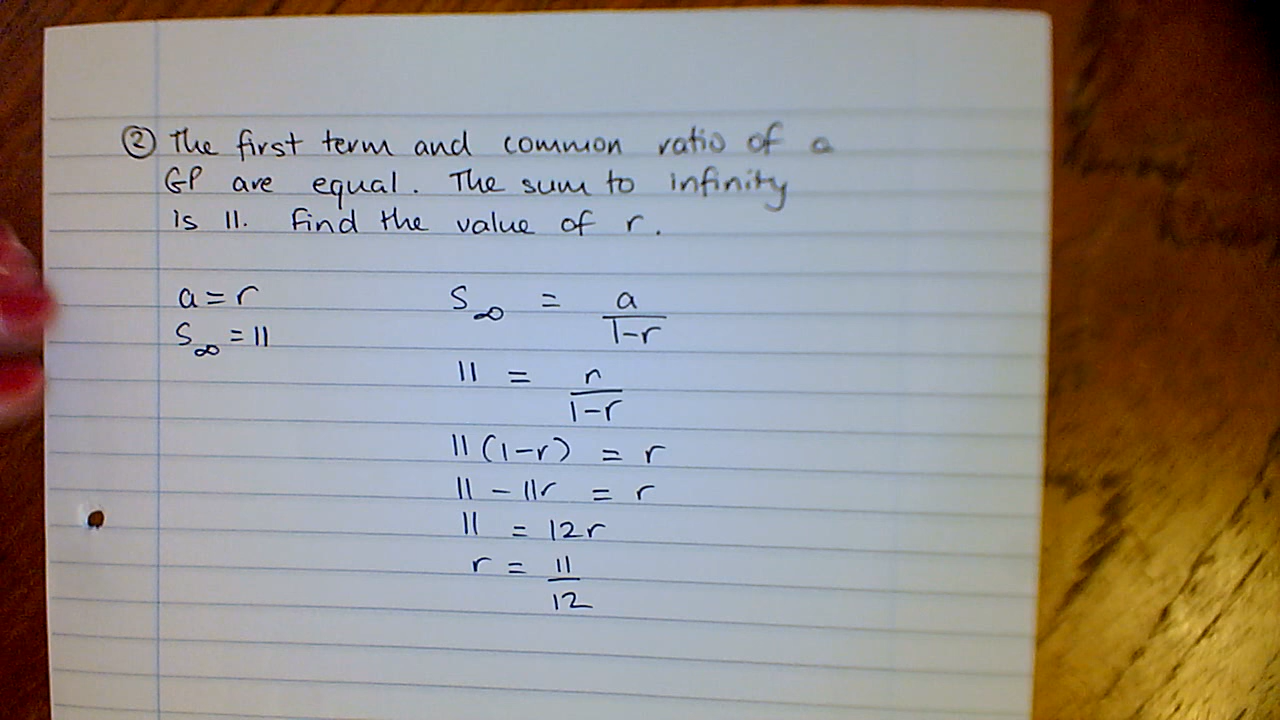 ② The first term and common ratio of a
GP are equal. The sum to infinity
is 11. Find the value of r.
a = r
S∞ = 11
S∞ = a/(1-r)
11 = r/(1-r)
11(1-r) = r
11 - 11r = r
11 = 12r
r = 11/12